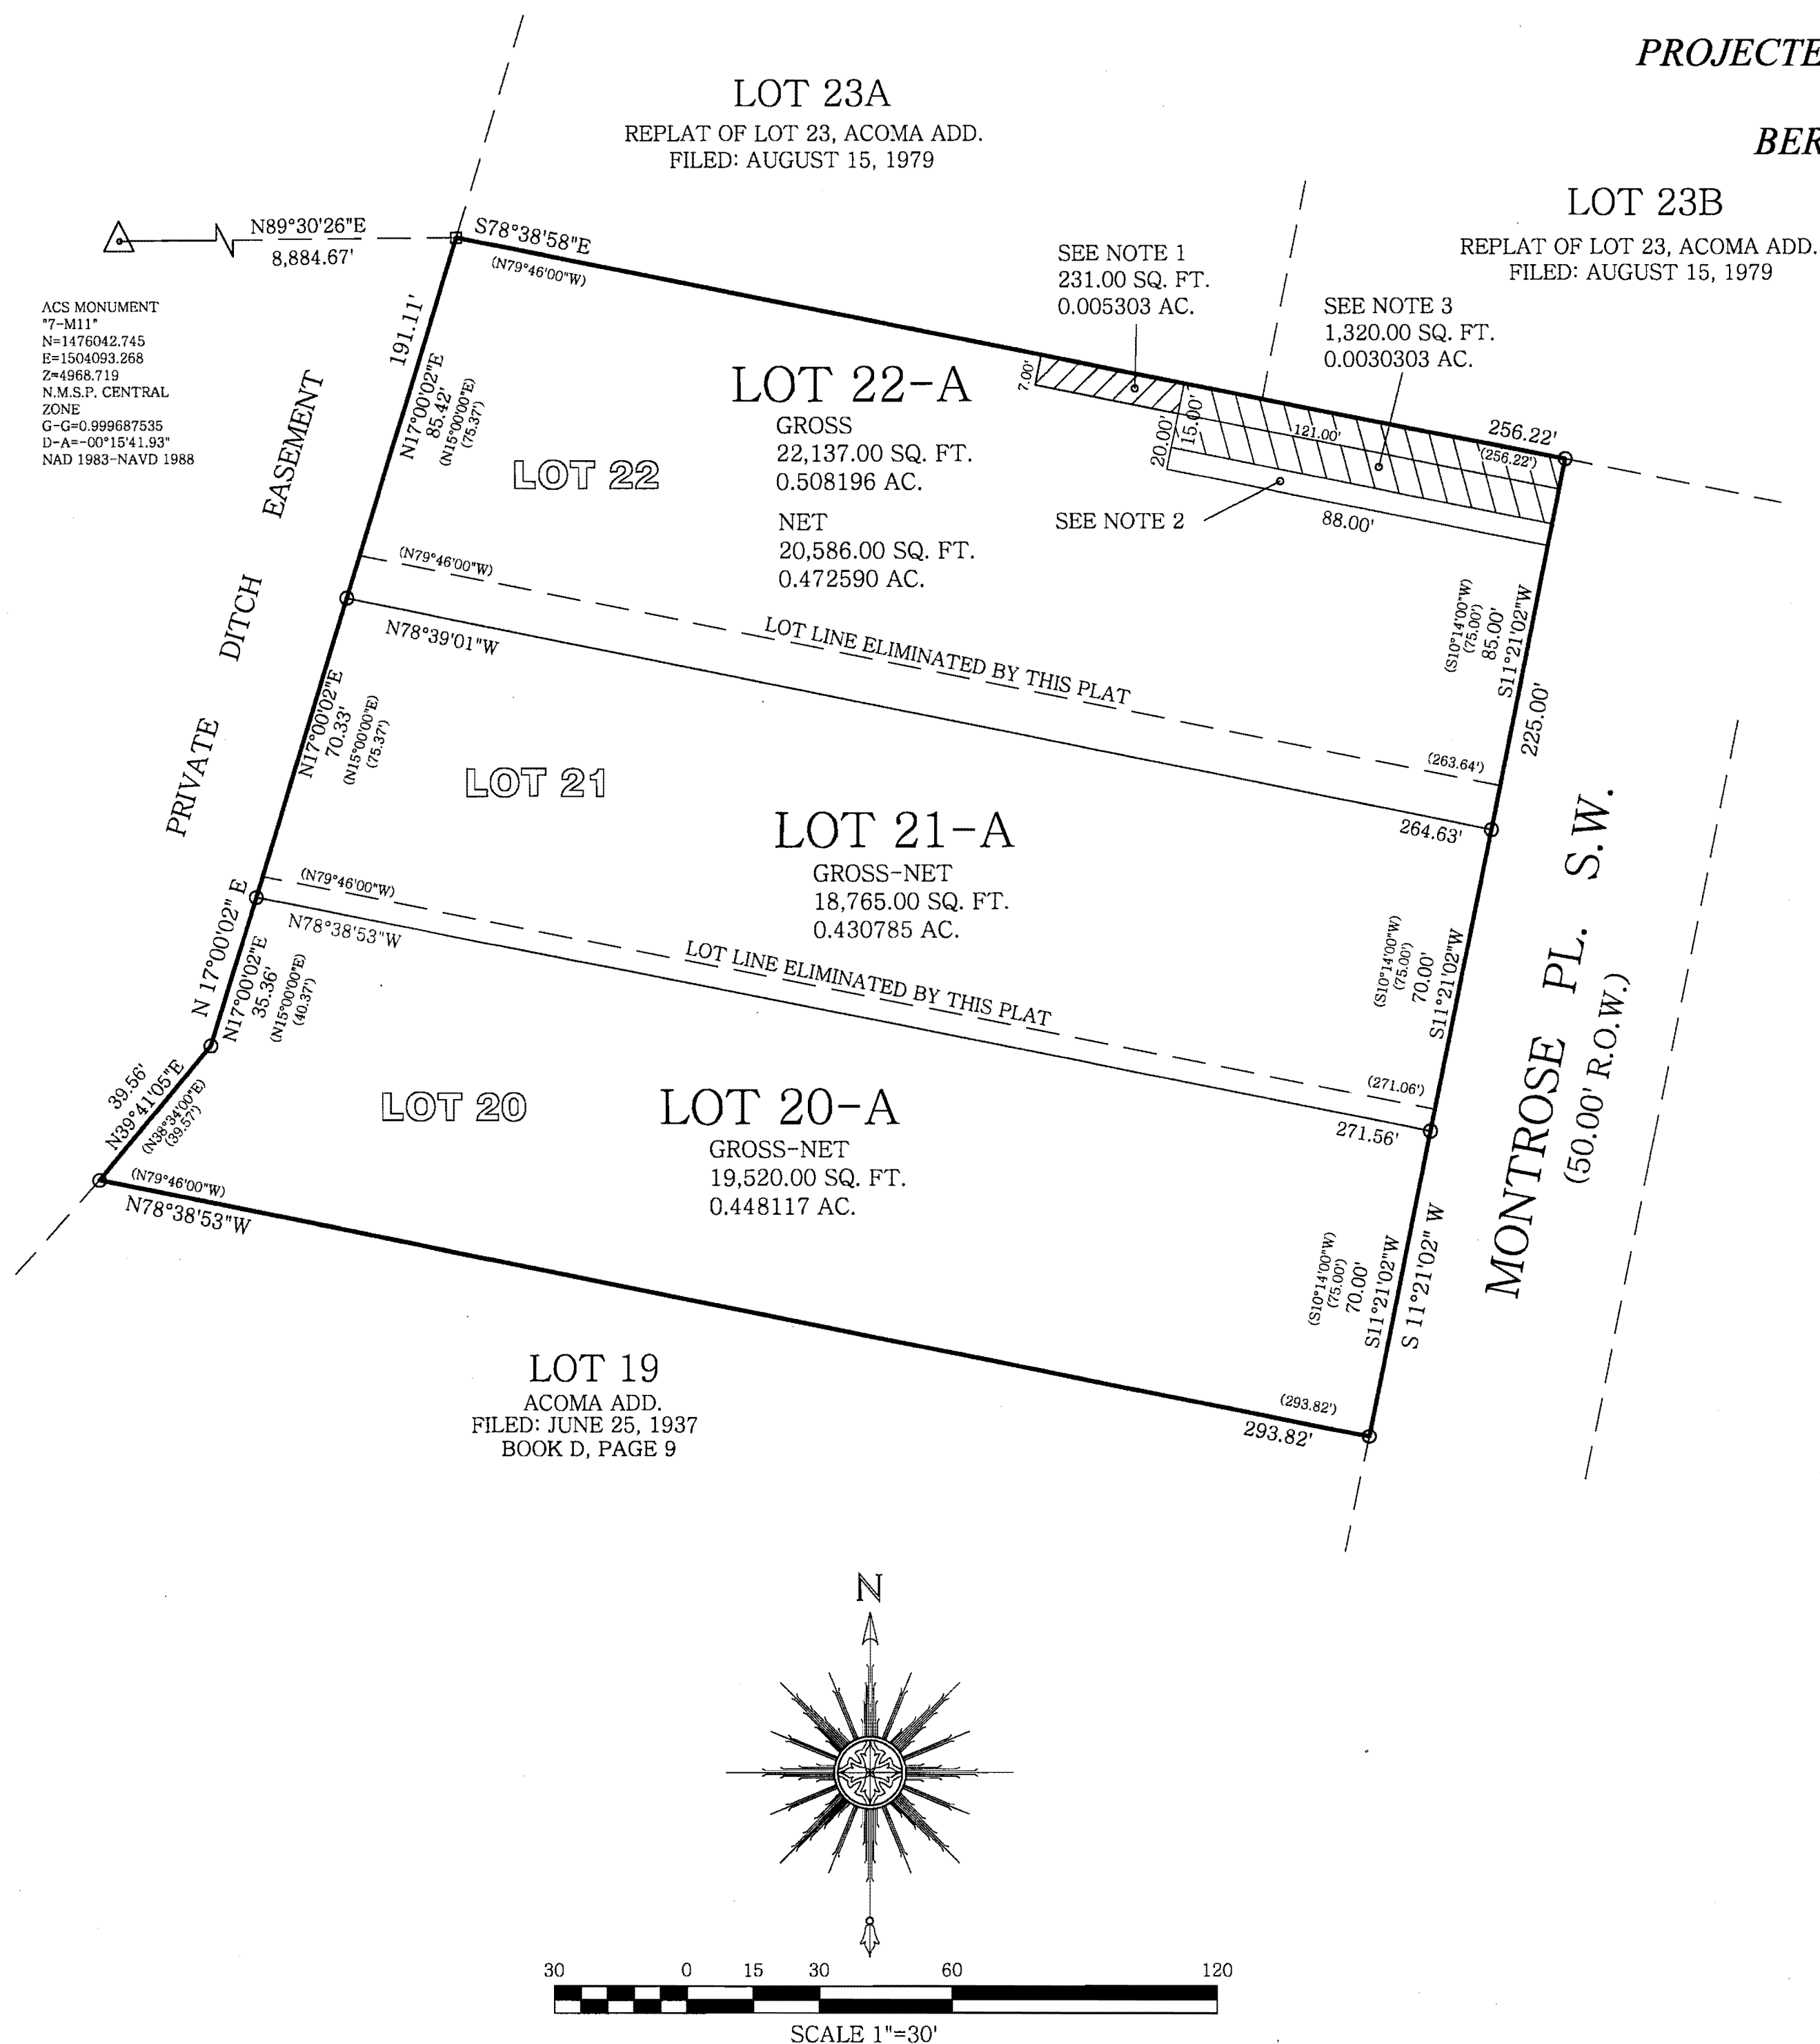 PROJECTE
BER
LOT 23A
REPLAT OF LOT 23, ACOMA ADD.
FILED: AUGUST 15, 1979
LOT 23B
REPLAT OF LOT 23, ACOMA ADD.
FILED: AUGUST 15, 1979
N89°30'26"E
8,884.67'
S78°38'58"E
(N79°46'00"W)
ACS MONUMENT
"7-M11"
N=1476042.745
E=1504093.268
Z=4968.719
N.M.S.P. CENTRAL
ZONE
G-G=0.999687535
D-A=-00°15'41.93"
NAD 1983-NAVD 1988
SEE NOTE 1
231.00 SQ. FT.
0.005303 AC.
SEE NOTE 3
1,320.00 SQ. FT.
0.0030303 AC.
191.11'
N17°00'02"E
85.42'
(N15°00'00"E)
(75.37')
LOT 22-A
GROSS
22,137.00 SQ. FT.
0.508196 AC.
NET
20,586.00 SQ. FT.
0.472590 AC.
LOT 22
7.00'
20.00'
15.00'
121.00'
256.22'
(256.22')
SEE NOTE 2
88.00'
PRIVATE DITCH EASEMENT
(N79°46'00"W)
N78°39'01"W
LOT LINE ELIMINATED BY THIS PLAT
(S10°14'00"W)
(75.00')
85.00'
S11°21'02"W
225.00'
(263.64')
264.63'
N17°00'02"E
70.33'
(N15°00'00"E)
(75.37')
LOT 21
LOT 21-A
GROSS-NET
18,765.00 SQ. FT.
0.430785 AC.
(N79°46'00"W)
N78°38'53"W
LOT LINE ELIMINATED BY THIS PLAT
(S10°14'00"W)
(75.00')
70.00'
S11°21'02"W
(271.06')
271.56'
MONTROSE PL. S.W.
(50.00' R.O.W.)
N 17°00'02" E
N17°00'02"E
35.36'
(N15°00'00"E)
(40.37')
39.56'
N39°41'05"E
(N38°34'00"E)
(39.57')
LOT 20
LOT 20-A
GROSS-NET
19,520.00 SQ. FT.
0.448117 AC.
(N79°46'00"W)
N78°38'53"W
(S10°14'00"W)
(75.00')
70.00'
S11°21'02"W
S 11°21'02" W
(293.82')
293.82'
LOT 19
ACOMA ADD.
FILED: JUNE 25, 1937
BOOK D, PAGE 9
N
30 0 15 30 60 120
SCALE 1"=30'